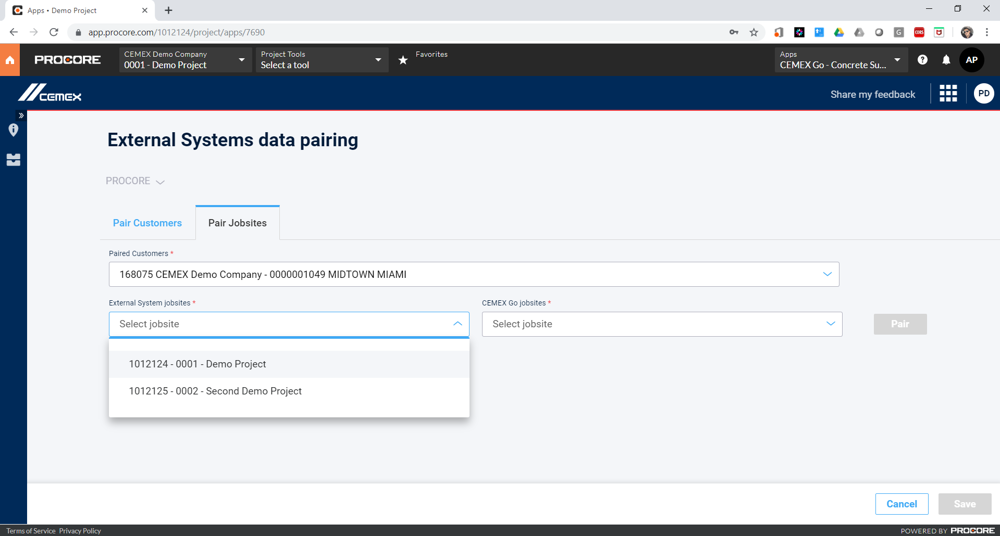 Apps • Demo Project
app.procore.com/1012124/project/apps/7690
G
CORS
PROCORE
CEMEX Demo Company
0001 - Demo Project
Project Tools
Select a tool
Favorites
Apps
CEMEX Go - Concrete Su...
AP
CEMEX
Share my feedback
PD
External Systems data pairing
PROCORE
Pair Customers
Pair Jobsites
Paired Customers *
168075 CEMEX Demo Company - 0000001049 MIDTOWN MIAMI
External System jobsites *
CEMEX Go jobsites *
Select jobsite
Select jobsite
Pair
1012124 - 0001 - Demo Project
1012125 - 0002 - Second Demo Project
Cancel
Save
Terms of Service Privacy Policy
POWERED BY PROCORE